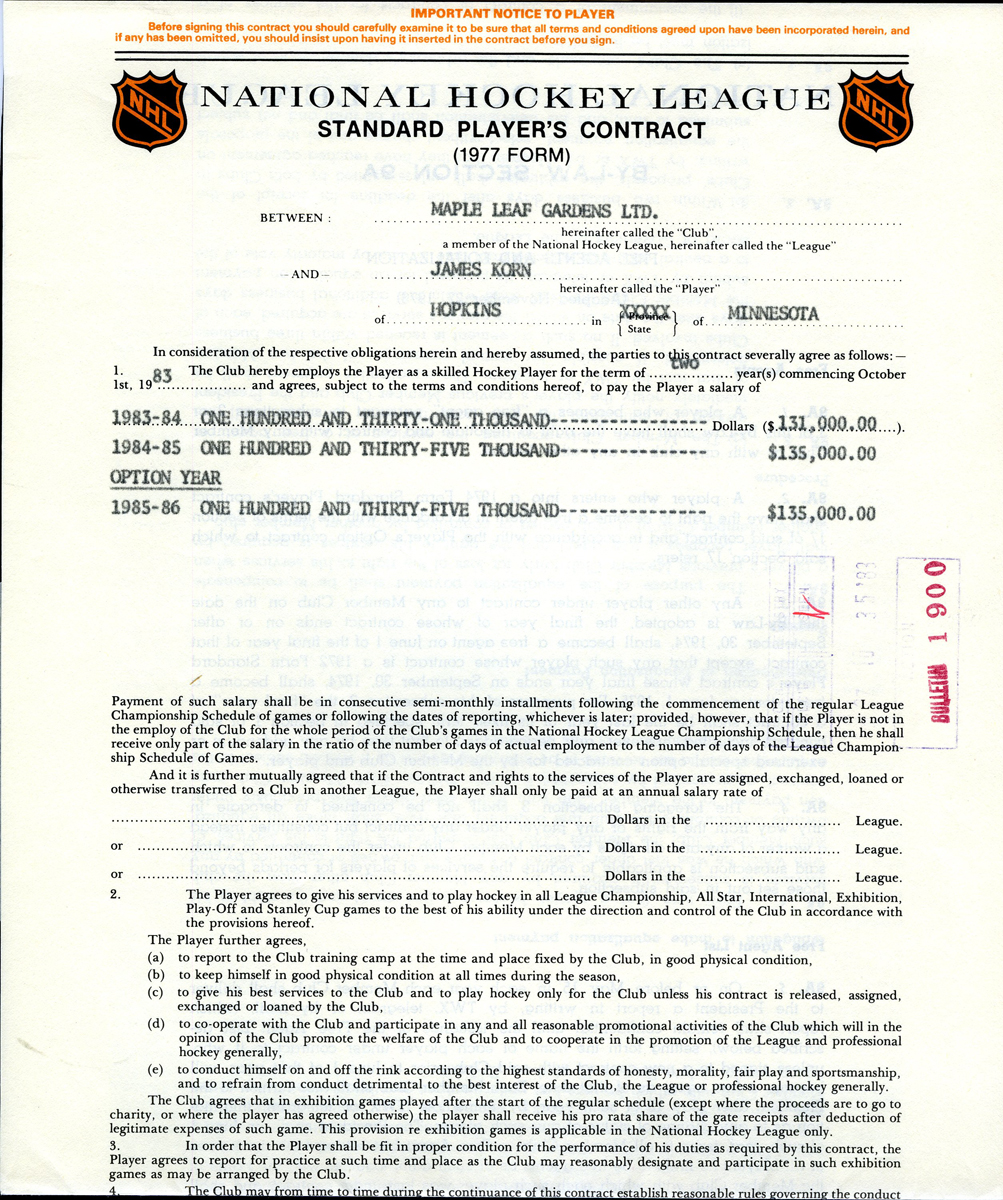 IMPORTANT NOTICE TO PLAYER
Before signing this contract you should carefully examine it to be sure that all terms and conditions agreed upon have been incorporated herein, and
if any has been omitted, you should insist upon having it inserted in the contract before you sign.
NHL NATIONAL HOCKEY LEAGUE NHL
STANDARD PLAYER'S CONTRACT
(1977 FORM)
BETWEEN : MAPLE LEAF GARDENS LTD.
hereinafter called the "Club",
a member of the National Hockey League, hereinafter called the "League"
—AND— JAMES KORN
hereinafter called the "Player"
of HOPKINS in { XXXXX Province State } of MINNESOTA
In consideration of the respective obligations herein and hereby assumed, the parties to this contract severally agree as follows:—
1. The Club hereby employs the Player as a skilled Hockey Player for the term of two year(s) commencing October
1st, 19 83 and agrees, subject to the terms and conditions hereof, to pay the Player a salary of
1983-84 ONE HUNDRED AND THIRTY-ONE THOUSAND---------------- Dollars ($ 131,000.00 ).
1984-85 ONE HUNDRED AND THIRTY-FIVE THOUSAND--------------- $135,000.00
OPTION YEAR
1985-86 ONE HUNDRED AND THIRTY-FIVE THOUSAND--------------- $135,000.00
BULLETIN 1900
Payment of such salary shall be in consecutive semi-monthly installments following the commencement of the regular League
Championship Schedule of games or following the dates of reporting, whichever is later; provided, however, that if the Player is not in
the employ of the Club for the whole period of the Club's games in the National Hockey League Championship Schedule, then he shall
receive only part of the salary in the ratio of the number of days of actual employment to the number of days of the League Champion-
ship Schedule of Games.
And it is further mutually agreed that if the Contract and rights to the services of the Player are assigned, exchanged, loaned or
otherwise transferred to a Club in another League, the Player shall only be paid at an annual salary rate of
Dollars in the League.
or Dollars in the League.
or Dollars in the League.
2. The Player agrees to give his services and to play hockey in all League Championship, All Star, International, Exhibition,
Play-Off and Stanley Cup games to the best of his ability under the direction and control of the Club in accordance with
the provisions hereof.
The Player further agrees,
(a) to report to the Club training camp at the time and place fixed by the Club, in good physical condition,
(b) to keep himself in good physical condition at all times during the season,
(c) to give his best services to the Club and to play hockey only for the Club unless his contract is released, assigned,
exchanged or loaned by the Club,
(d) to co-operate with the Club and participate in any and all reasonable promotional activities of the Club which will in the
opinion of the Club promote the welfare of the Club and to cooperate in the promotion of the League and professional
hockey generally,
(e) to conduct himself on and off the rink according to the highest standards of honesty, morality, fair play and sportsmanship,
and to refrain from conduct detrimental to the best interest of the Club, the League or professional hockey generally.
The Club agrees that in exhibition games played after the start of the regular schedule (except where the proceeds are to go to
charity, or where the player has agreed otherwise) the player shall receive his pro rata share of the gate receipts after deduction of
legitimate expenses of such game. This provision re exhibition games is applicable in the National Hockey League only.
3. In order that the Player shall be fit in proper condition for the performance of his duties as required by this contract, the
Player agrees to report for practice at such time and place as the Club may reasonably designate and participate in such exhibition
games as may be arranged by the Club.
4. The Club may from time to time during the continuance of this contract establish reasonable rules governing the conduct